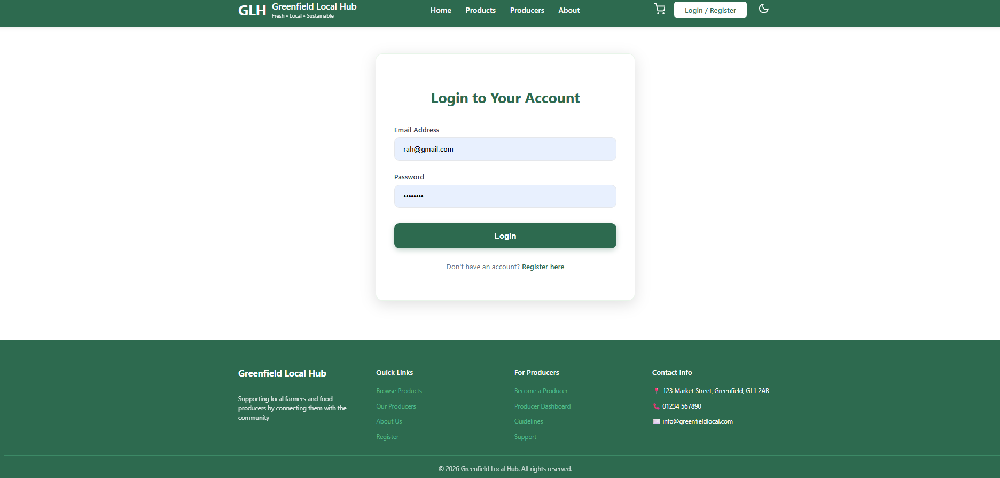 GLH
Greenfield Local Hub
Fresh • Local • Sustainable
Home
Products
Producers
About
Login / Register
Login to Your Account
Email Address
rah@gmail.com
Password
••••••••
Login
Don't have an account? Register here
Greenfield Local Hub
Supporting local farmers and food
producers by connecting them with the
community
Quick Links
Browse Products
Our Producers
About Us
Register
For Producers
Become a Producer
Producer Dashboard
Guidelines
Support
Contact Info
📍 123 Market Street, Greenfield, GL1 2AB
📞 01234 567890
✉️ info@greenfieldlocal.com
© 2026 Greenfield Local Hub. All rights reserved.